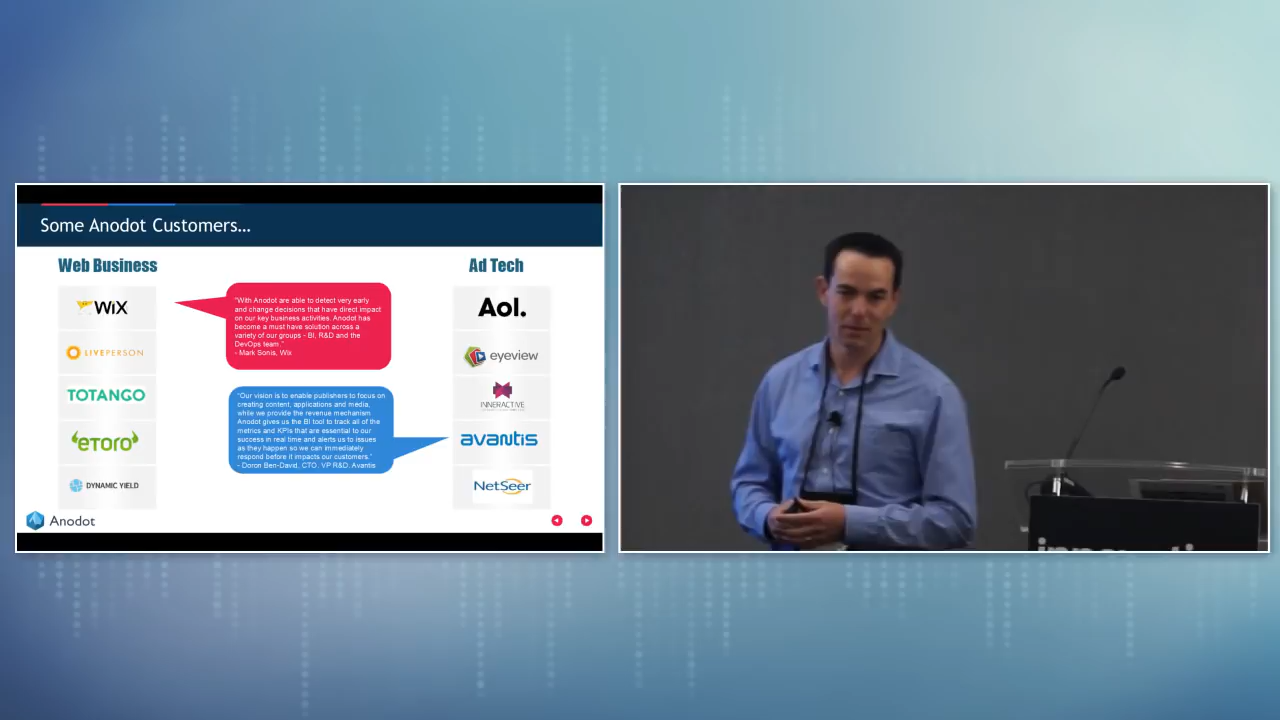 Some Anodot Customers...
Web Business
WIX
LIVEPERSON
TOTANGO
eToro
DYNAMIC YIELD
"With Anodot are able to detect very early
and change decisions that have direct impact
on our key business activities. Anodot has
become a must have solution across a
variety of our groups - BI, R&D and the
DevOps team."
- Mark Sonis, Wix
"Our vision is to enable publishers to focus on
creating content, applications and media,
while we provide the revenue mechanism
Anodot gives us the BI tool to track all of the
metrics and KPIs that are essential to our
success in real time and alerts us to issues
as they happen so we can immediately
respond before it impacts our customers."
- Doron Ben-David, CTO. VP R&D. Avantis
Ad Tech
Aol.
eyeview
INNERACTIVE
avantis
NetSeer
Anodot